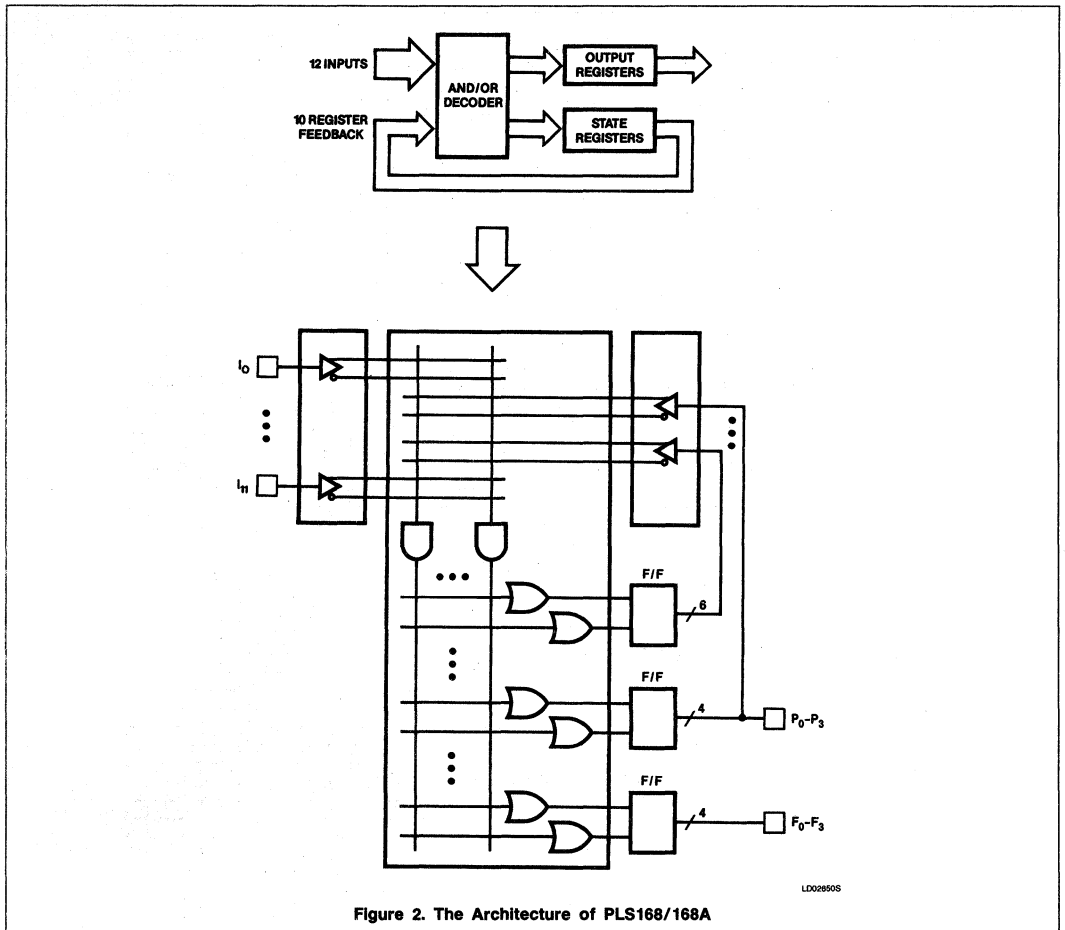 12 INPUTS
AND/OR
DECODER
OUTPUT
REGISTERS
10 REGISTER
FEEDBACK
STATE
REGISTERS
I0
I11
F/F
6
F/F
4
P0-P3
F/F
4
F0-F3
LD02650S
Figure 2. The Architecture of PLS168/168A